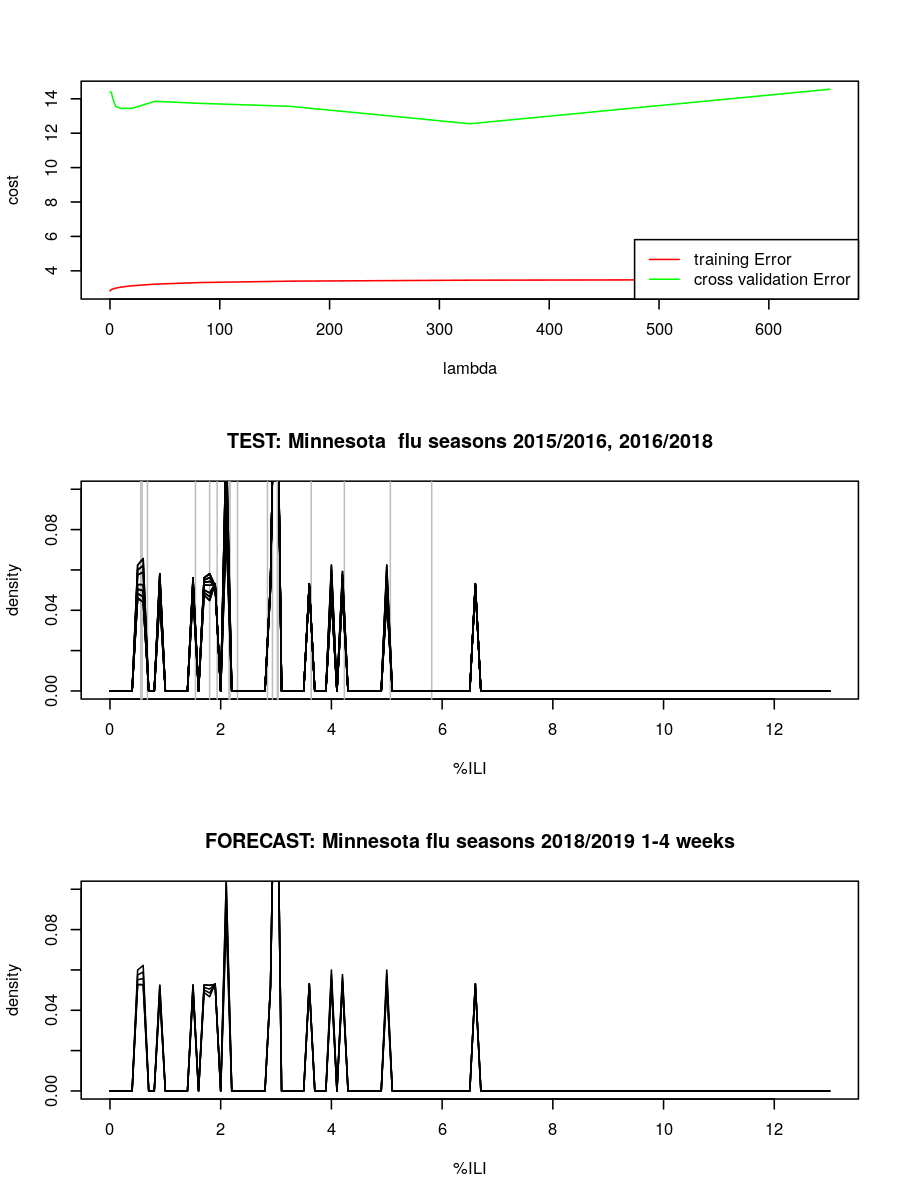 14
12
10
8
6
4
cost
training Error
cross validation Error
0 100 200 300 400 500 600
lambda
TEST: Minnesota  flu seasons 2015/2016, 2016/2018
0.08
0.04
0.00
density
0 2 4 6 8 10 12
%ILI
FORECAST: Minnesota flu seasons 2018/2019 1-4 weeks
0.08
0.04
0.00
density
0 2 4 6 8 10 12
%ILI